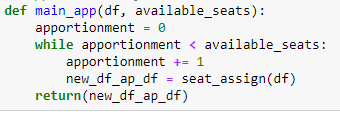 def main_app(df, available_seats):
    apportionment = 0
    while apportionment < available_seats:
        apportionment += 1
        new_df_ap_df = seat_assign(df)
    return(new_df_ap_df)